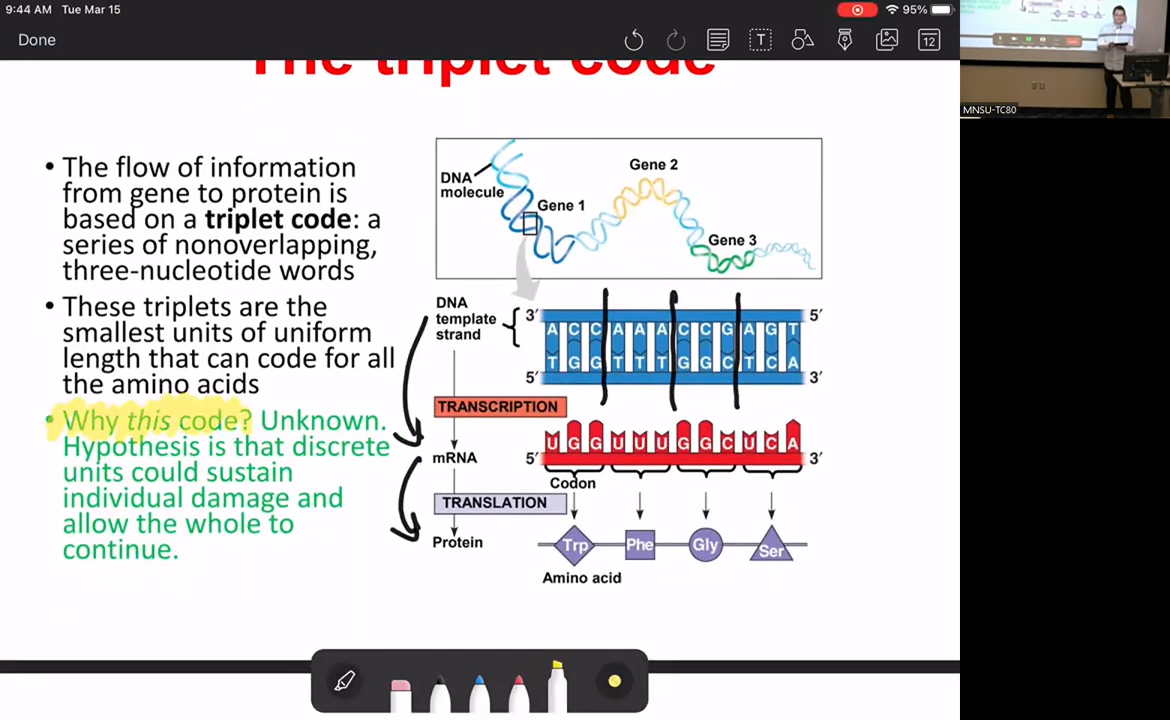 9:44 AM Tue Mar 15
95%
Done
T
12
MNSU-TC80
The triplet code
• The flow of information
from gene to protein is
based on a triplet code: a
series of nonoverlapping,
three-nucleotide words
• These triplets are the
smallest units of uniform
length that can code for all
the amino acids
• Why this code? Unknown.
Hypothesis is that discrete
units could sustain
individual damage and
allow the whole to
continue.
DNA
molecule
Gene 1
Gene 2
Gene 3
DNA
template
strand
3′ 5′
A C C A A A C C G A G T
T G G T T T G G C T C A
5′ 3′
TRANSCRIPTION
U G G U U U G G C U C A
mRNA 5′ 3′
Codon
TRANSLATION
Protein
Trp Phe Gly Ser
Amino acid